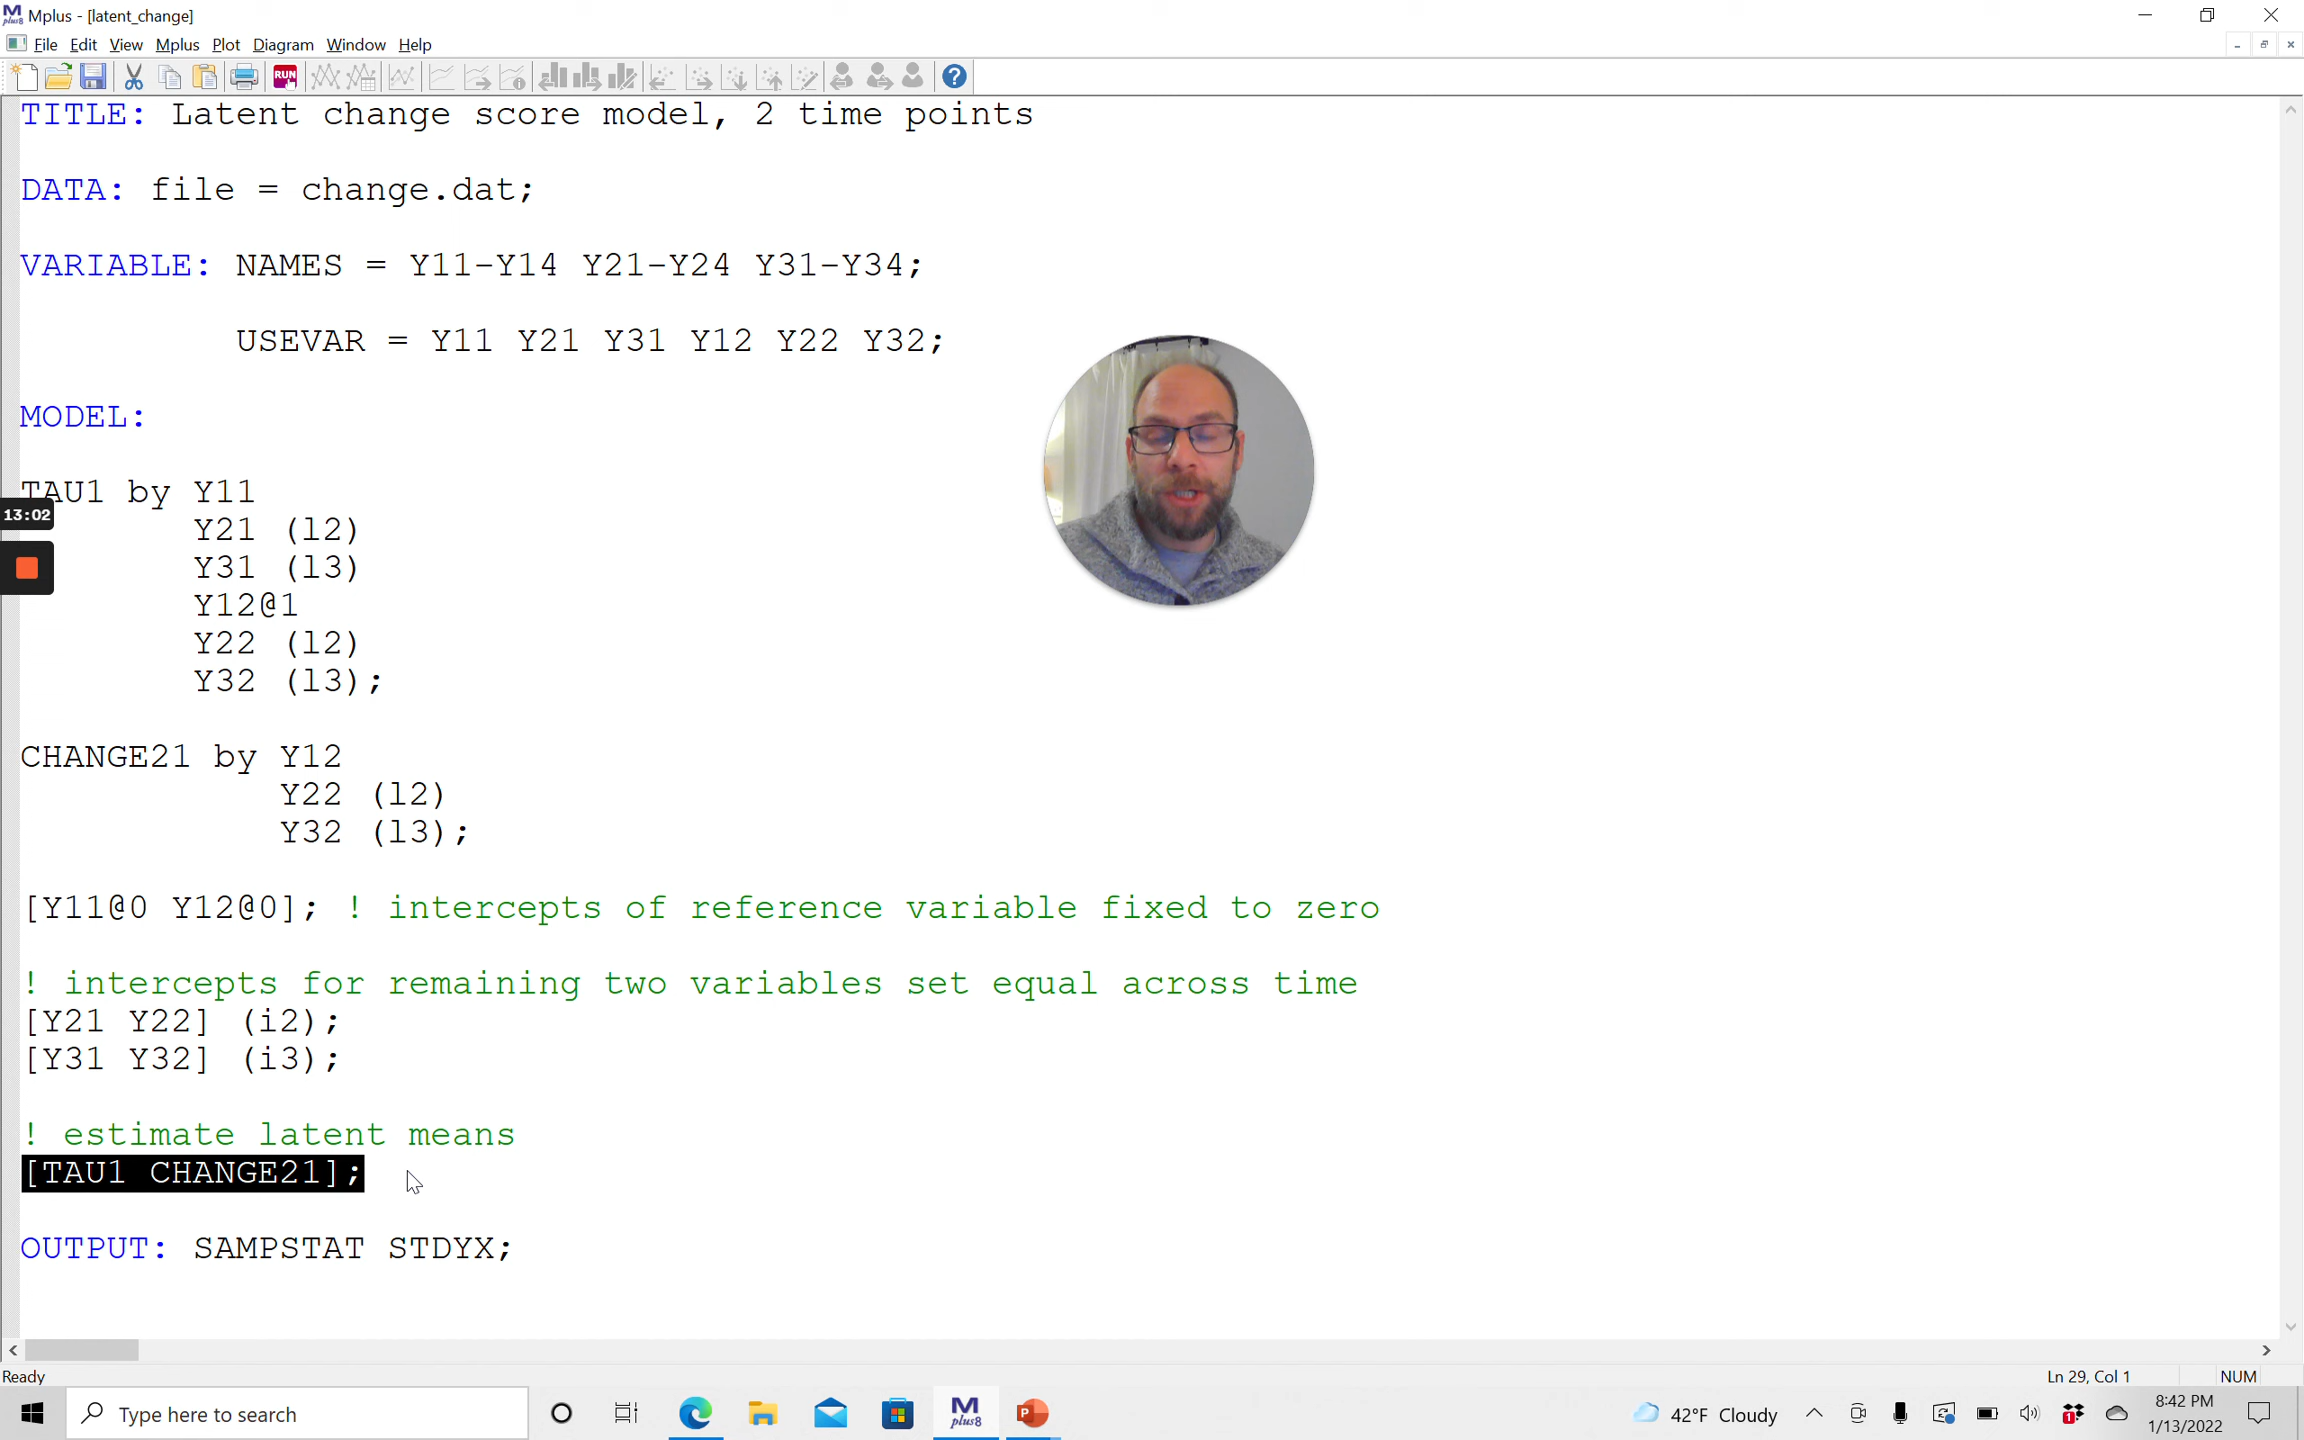 Mplus - [latent_change]
File Edit View Mplus Plot Diagram Window Help
RUN
TITLE: Latent change score model, 2 time points
DATA: file = change.dat;
VARIABLE: NAMES = Y11-Y14 Y21-Y24 Y31-Y34;
USEVAR = Y11 Y21 Y31 Y12 Y22 Y32;
MODEL:
TAU1 by Y11
13:02
Y21 (l2)
Y31 (l3)
Y12@1
Y22 (l2)
Y32 (l3);
CHANGE21 by Y12
Y22 (l2)
Y32 (l3);
[Y11@0 Y12@0]; ! intercepts of reference variable fixed to zero
! intercepts for remaining two variables set equal across time
[Y21 Y22] (i2);
[Y31 Y32] (i3);
! estimate latent means
[TAU1 CHANGE21];
OUTPUT: SAMPSTAT STDYX;
Ready
Ln 29, Col 1
NUM
Type here to search
M
plus8
P
42°F Cloudy
1
8:42 PM
1/13/2022